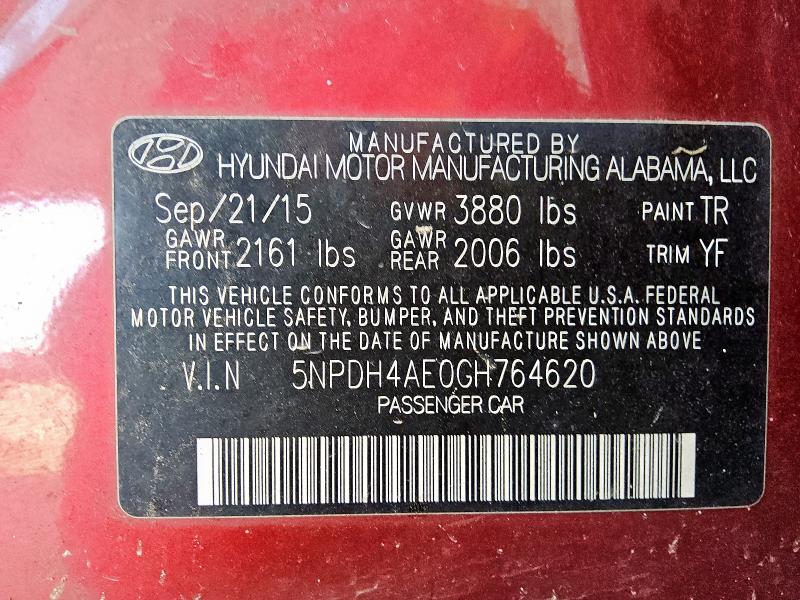 MANUFACTURED BY
HYUNDAI MOTOR MANUFACTURING ALABAMA, LLC
Sep/21/15 GVWR 3880 lbs PAINT TR
GAWR FRONT 2161 lbs GAWR REAR 2006 lbs TRIM YF
THIS VEHICLE CONFORMS TO ALL APPLICABLE U.S.A. FEDERAL
MOTOR VEHICLE SAFETY, BUMPER, AND THEFT PREVENTION STANDARDS
IN EFFECT ON THE DATE OF MANUFACTURE SHOWN ABOVE
V.I.N 5NPDH4AE0GH764620
PASSENGER CAR